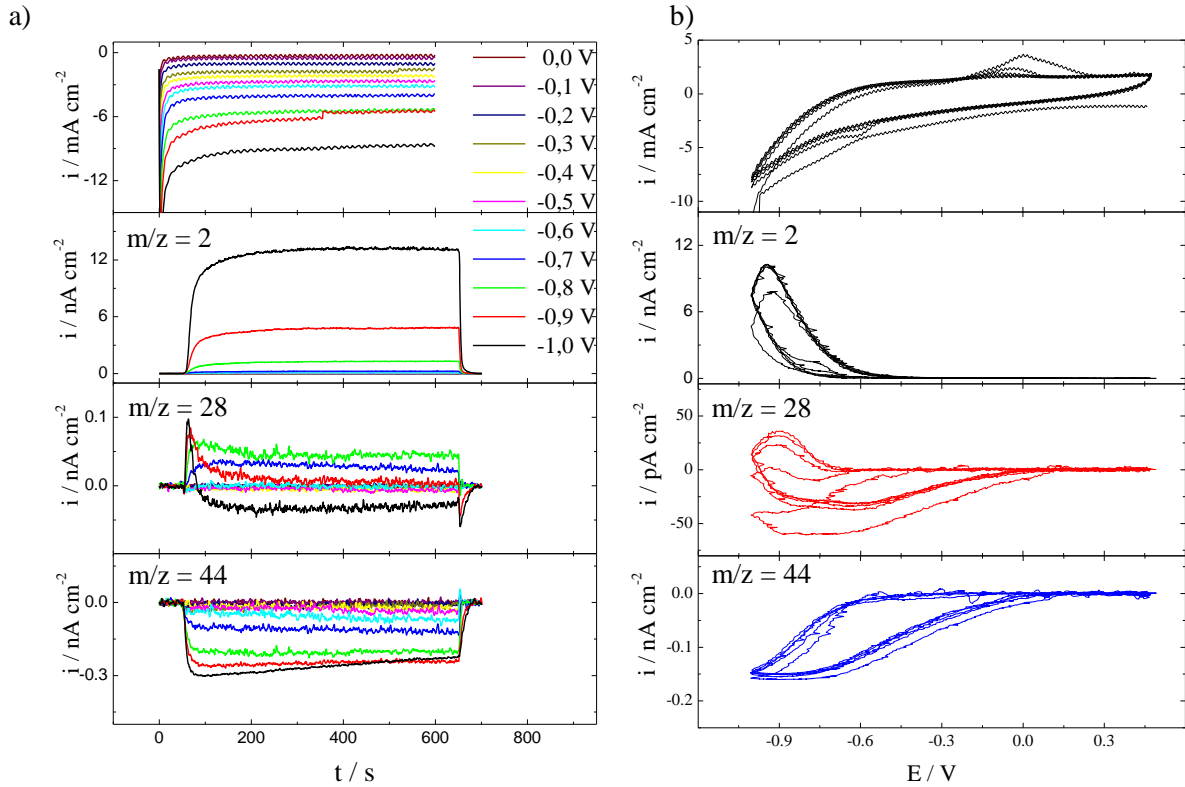 a)
i / mA cm-2
0
-6
-12
0,0 V
-0,1 V
-0,2 V
-0,3 V
-0,4 V
-0,5 V
m/z = 2
i / nA cm-2
12
6
0
-0,6 V
-0,7 V
-0,8 V
-0,9 V
-1,0 V
m/z = 28
i / nA cm-2
0.1
0.0
m/z = 44
i / nA cm-2
0.0
-0.3
0 200 400 600 800
t / s
b)
i / mA cm-2
5
0
-5
-10
m/z = 2
i / nA cm-2
12
6
0
m/z = 28
i / pA cm-2
50
0
-50
m/z = 44
i / nA cm-2
0.0
-0.1
-0.2
-0.9 -0.6 -0.3 0.0 0.3
E / V